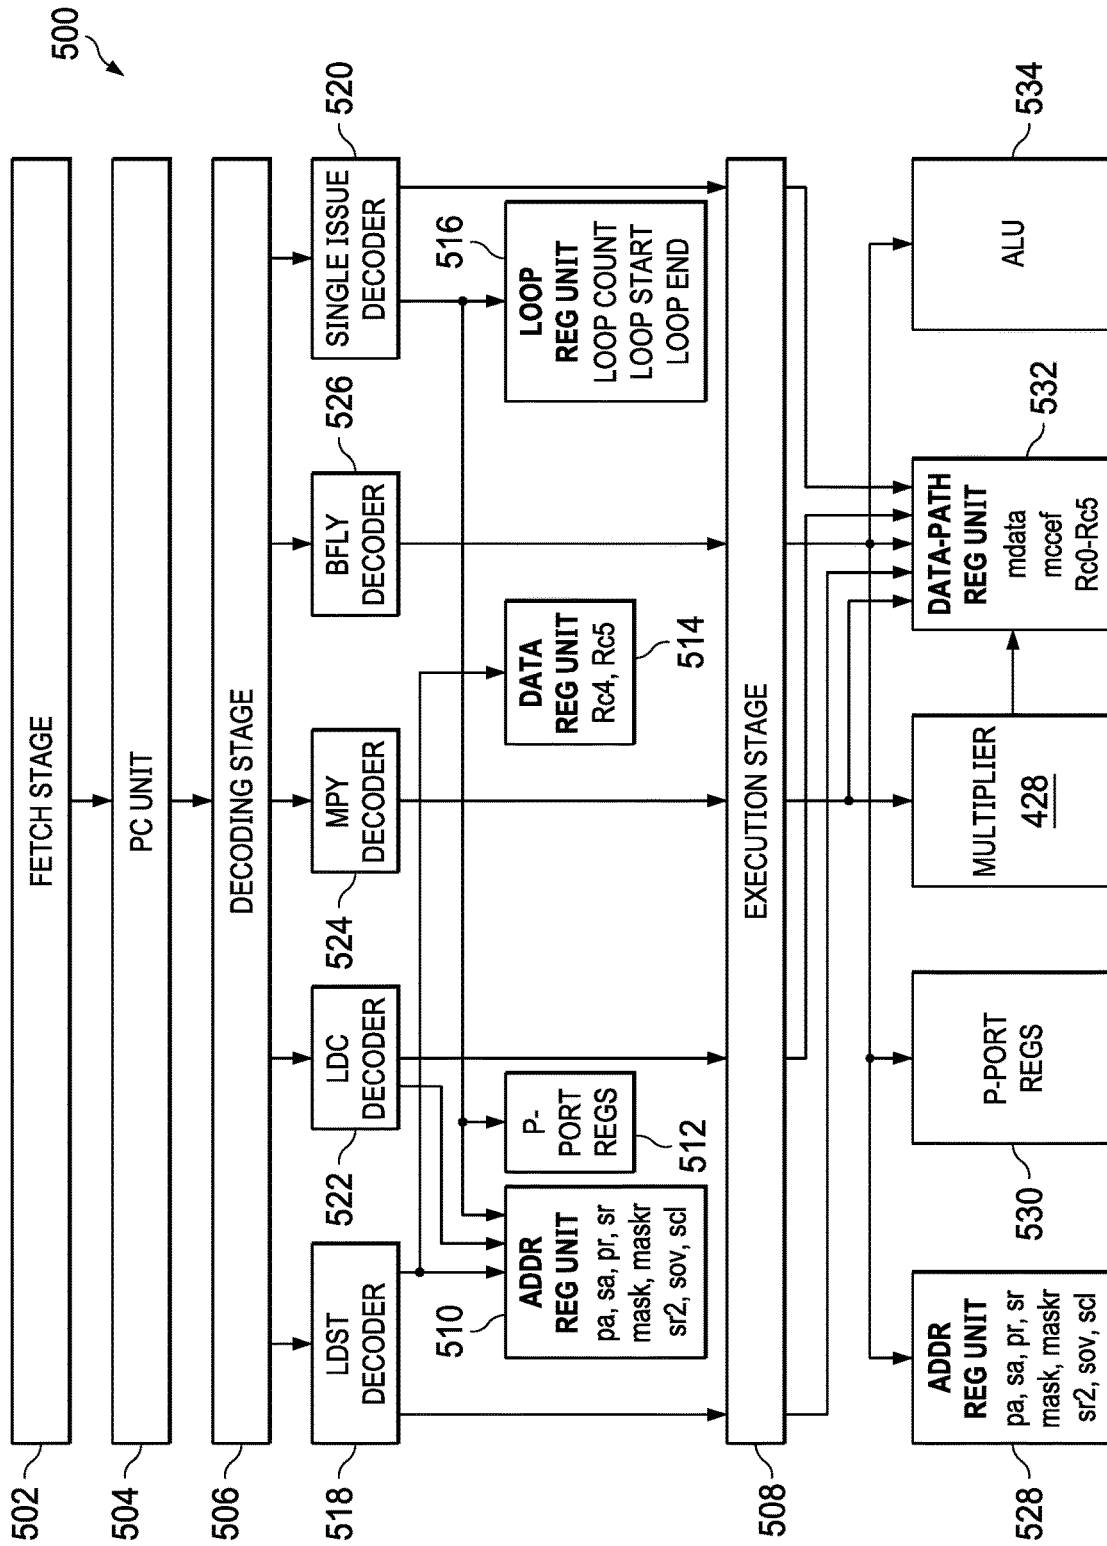 500
502
FETCH STAGE
504
PC UNIT
506
DECODING STAGE
518
LDST
DECODER
522
LDC
DECODER
524
MPY
DECODER
526
BFLY
DECODER
520
SINGLE ISSUE
DECODER
510
ADDR
REG UNIT
pa, sa, pr, sr
mask, maskr
sr2, sov, scl
512
P-
PORT
REGS
514
DATA
REG UNIT
Rc4, Rc5
516
LOOP
REG UNIT
LOOP COUNT
LOOP START
LOOP END
508
EXECUTION STAGE
528
ADDR
REG UNIT
pa, sa, pr, sr
mask, maskr
sr2, sov, scl
530
P-PORT
REGS
MULTIPLIER
428
532
DATA-PATH
REG UNIT
mdata
mccef
Rc0-Rc5
534
ALU